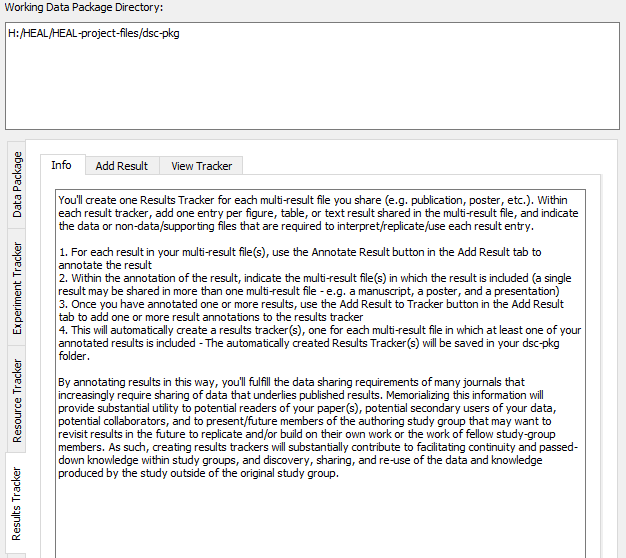 Working Data Package Directory:
H:/HEAL/HEAL-project-files/dsc-pkg
Data Package
Experiment Tracker
Resource Tracker
Results Tracker
Info
Add Result
View Tracker
You'll create one Results Tracker for each multi-result file you share (e.g. publication, poster, etc.). Within
each result tracker, add one entry per figure, table, or text result shared in the multi-result file, and indicate
the data or non-data/supporting files that are required to interpret/replicate/use each result entry.
1. For each result in your multi-result file(s), use the Annotate Result button in the Add Result tab to
annotate the result
2. Within the annotation of the result, indicate the multi-result file(s) in which the result is included (a single
result may be shared in more than one multi-result file - e.g. a manuscript, a poster, and a presentation)
3. Once you have annotated one or more results, use the Add Result to Tracker button in the Add Result
tab to add one or more result annotations to the results tracker
4. This will automatically create a results tracker(s), one for each multi-result file in which at least one of your
annotated results is included - The automatically created Results Tracker(s) will be saved in your dsc-pkg
folder.
By annotating results in this way, you'll fulfill the data sharing requirements of many journals that
increasingly require sharing of data that underlies published results. Memorializing this information will
provide substantial utility to potential readers of your paper(s), potential secondary users of your data,
potential collaborators, and to present/future members of the authoring study group that may want to
revisit results in the future to replicate and/or build on their own work or the work of fellow study-group
members. As such, creating results trackers will substantially contribute to facilitating continuity and passed-
down knowledge within study groups, and discovery, sharing, and re-use of the data and knowledge
produced by the study outside of the original study group.